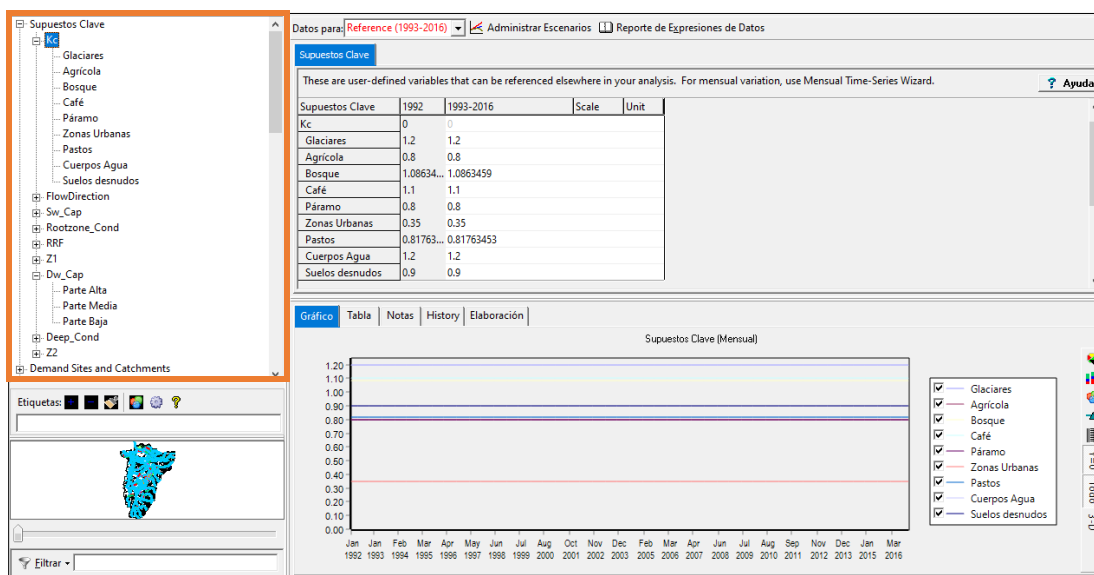 Supuestos Clave
Kc
Glaciares
Agrícola
Bosque
Café
Páramo
Zonas Urbanas
Pastos
Cuerpos Agua
Suelos desnudos
FlowDirection
Sw_Cap
Rootzone_Cond
RRF
Z1
Dw_Cap
Parte Alta
Parte Media
Parte Baja
Deep_Cond
Z2
Demand Sites and Catchments
Etiquetas:
Filtrar
Datos para: Reference (1993-2016) Administrar Escenarios Reporte de Expresiones de Datos
Supuestos Clave
These are user-defined variables that can be referenced elsewhere in your analysis. For mensual variation, use Mensual Time-Series Wizard.
? Ayuda
Supuestos Clave 1992 1993-2016 Scale Unit
Kc 0 0
Glaciares 1.2 1.2
Agrícola 0.8 0.8
Bosque 1.08634... 1.0863459
Café 1.1 1.1
Páramo 0.8 0.8
Zonas Urbanas 0.35 0.35
Pastos 0.81763... 0.81763453
Cuerpos Agua 1.2 1.2
Suelos desnudos 0.9 0.9
Gráfico Tabla Notas History Elaboración
Supuestos Clave (Mensual)
1.20
1.10
1.00
0.90
0.80
0.70
0.60
0.50
0.40
0.30
0.20
0.10
0.00
Jan Jan Feb Mar Apr May Jun Jul Aug Oct Nov Dec Feb Mar Apr Jun Jul Aug Sep Nov Dec Jan Mar
1992 1993 1994 1995 1996 1997 1998 1999 2000 2001 2002 2003 2005 2006 2007 2008 2009 2010 2011 2012 2013 2015 2016
Glaciares
Agrícola
Bosque
Café
Páramo
Zonas Urbanas
Pastos
Cuerpos Agua
Suelos desnudos
3-D